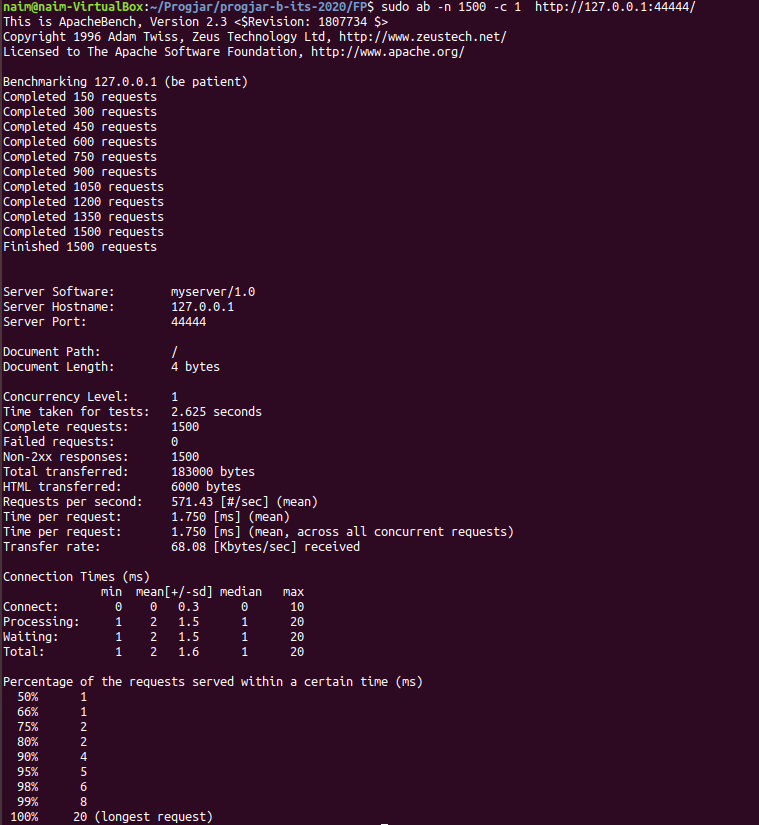 naim@naim-VirtualBox:~/Progjar/progjar-b-its-2020/FP$ sudo ab -n 1500 -c 1  http://127.0.0.1:44444/
This is ApacheBench, Version 2.3 <$Revision: 1807734 $>
Copyright 1996 Adam Twiss, Zeus Technology Ltd, http://www.zeustech.net/
Licensed to The Apache Software Foundation, http://www.apache.org/

Benchmarking 127.0.0.1 (be patient)
Completed 150 requests
Completed 300 requests
Completed 450 requests
Completed 600 requests
Completed 750 requests
Completed 900 requests
Completed 1050 requests
Completed 1200 requests
Completed 1350 requests
Completed 1500 requests
Finished 1500 requests


Server Software:        myserver/1.0
Server Hostname:        127.0.0.1
Server Port:            44444

Document Path:          /
Document Length:        4 bytes

Concurrency Level:      1
Time taken for tests:   2.625 seconds
Complete requests:      1500
Failed requests:        0
Non-2xx responses:      1500
Total transferred:      183000 bytes
HTML transferred:       6000 bytes
Requests per second:    571.43 [#/sec] (mean)
Time per request:       1.750 [ms] (mean)
Time per request:       1.750 [ms] (mean, across all concurrent requests)
Transfer rate:          68.08 [Kbytes/sec] received

Connection Times (ms)
              min  mean[+/-sd] median   max
Connect:        0    0   0.3      0      10
Processing:     1    2   1.5      1      20
Waiting:        1    2   1.5      1      20
Total:          1    2   1.6      1      20

Percentage of the requests served within a certain time (ms)
  50%      1
  66%      1
  75%      2
  80%      2
  90%      4
  95%      5
  98%      6
  99%      8
 100%     20 (longest request)